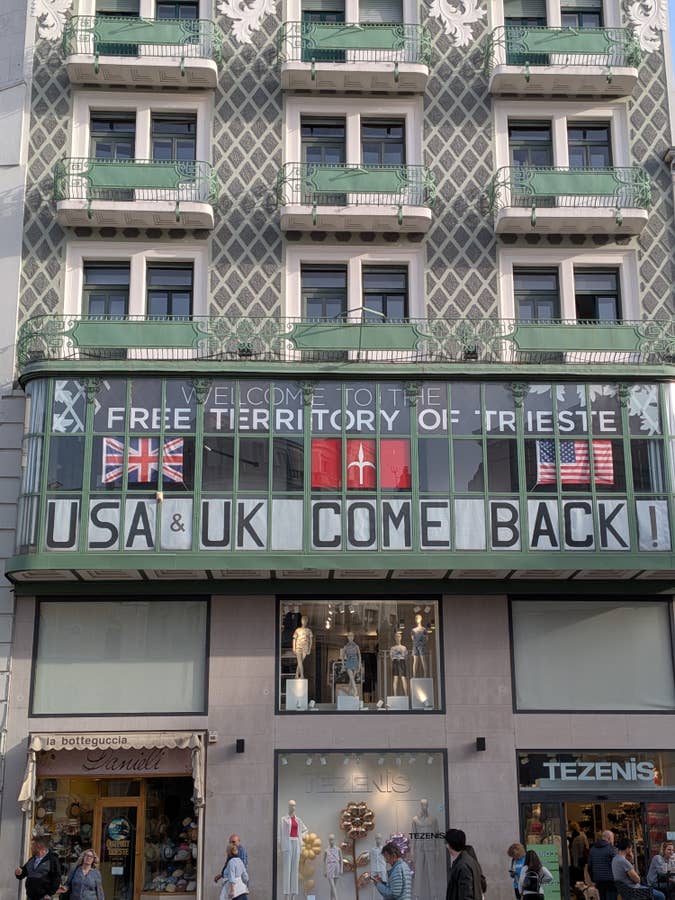 WELCOME TO THE
FREE TERRITORY OF TRIESTE
USA & UK COME BACK!
la botteguccia
Danieli
TEZENIS
TEZENIS
TEZENIS